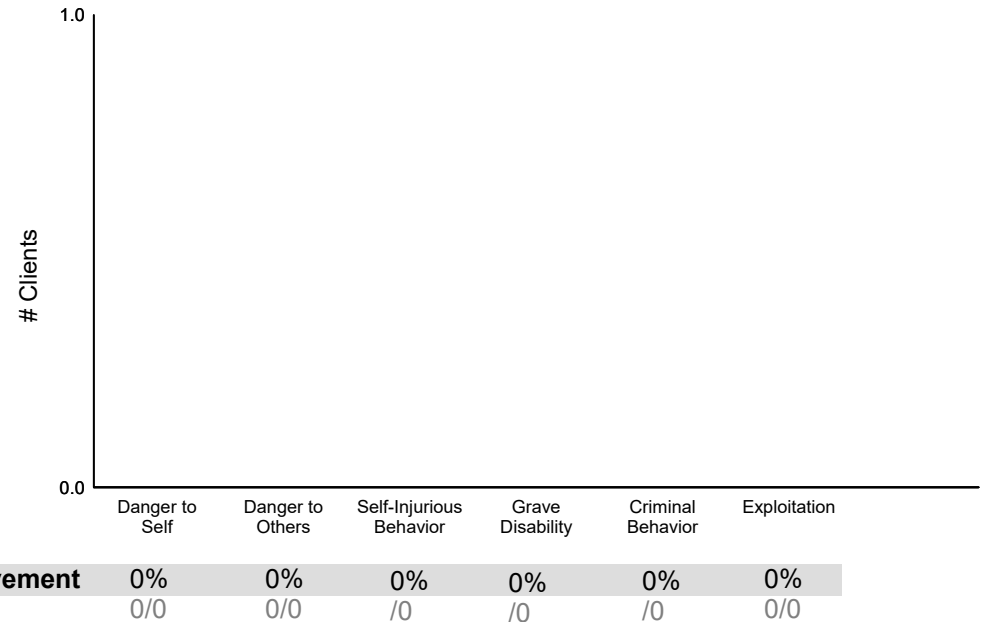 1.0
# Clients
0.0
Danger to Self
Danger to Others
Self-Injurious Behavior
Grave Disability
Criminal Behavior
Exploitation
vement 0% 0% 0% 0% 0% 0%
0/0 0/0 /0 /0 /0 0/0